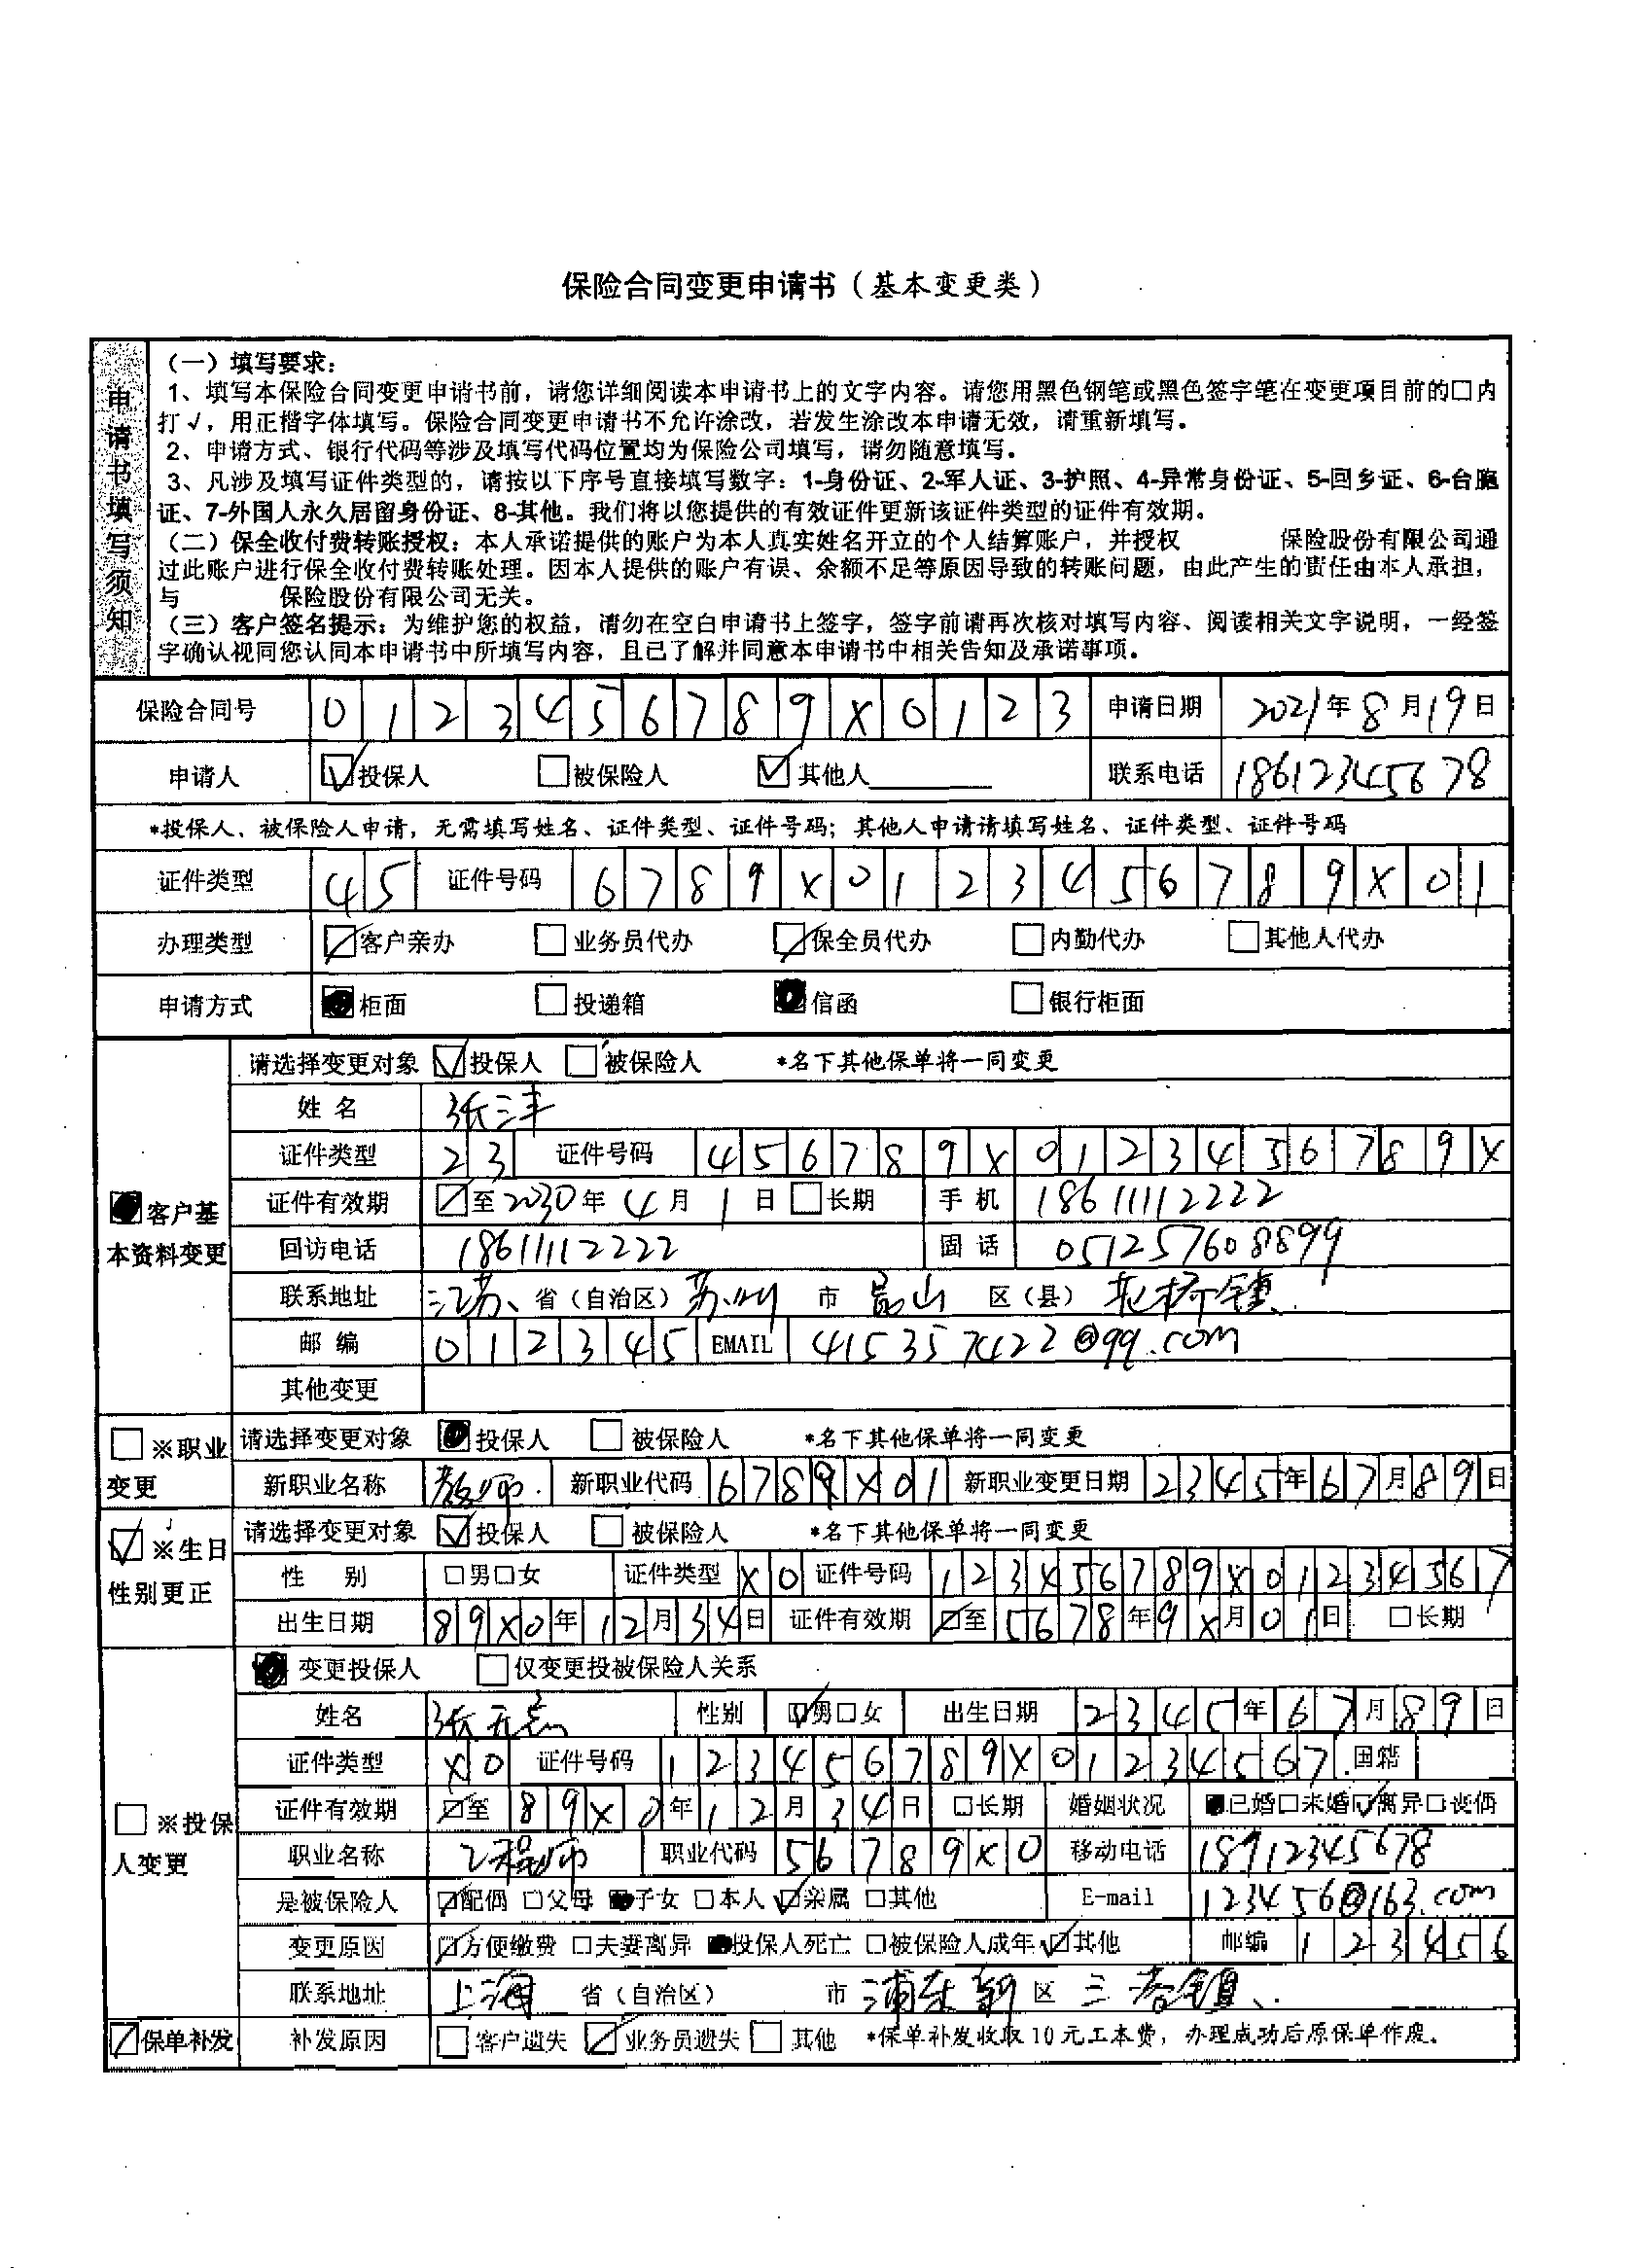 保险合同变更申请书（基本变更类）
申请书填写须知
（一）填写要求：
1、填写本保险合同变更申请书前，请您详细阅读本申请书上的文字内容。请您用黑色钢笔或黑色签字笔在变更项目前的□内
打√，用正楷字体填写。保险合同变更申请书不允许涂改，若发生涂改本申请无效，请重新填写。
2、申请方式、银行代码等涉及填写代码位置均为保险公司填写，请勿随意填写。
3、凡涉及填写证件类型的，请按以下序号直接填写数字：1-身份证、2-军人证、3-护照、4-异常身份证、5-回乡证、6-台胞
证、7-外国人永久居留身份证、8-其他。我们将以您提供的有效证件更新该证件类型的证件有效期。
（二）保全收付费转账授权：本人承诺提供的账户为本人真实姓名开立的个人结算账户，并授权 保险股份有限公司通
过此账户进行保全收付费转账处理。因本人提供的账户有误、余额不足等原因导致的转账问题，由此产生的责任由本人承担，
与 保险股份有限公司无关。
（三）客户签名提示：为维护您的权益，请勿在空白申请书上签字，签字前请再次核对填写内容、阅读相关文字说明，一经签
字确认视同您认同本申请书中所填写内容，且已了解并同意本申请书中相关告知及承诺事项。
保险合同号 0123456789X0123 申请日期 2021年8月19日
申请人 ☑投保人 □被保险人 ☑其他人 联系电话 18612345678
*投保人、被保险人申请，无需填写姓名、证件类型、证件号码；其他人申请请填写姓名、证件类型、证件号码
证件类型 45 证件号码 6789X0123456789X01
办理类型 ☑客户亲办 □业务员代办 ☑保全员代办 □内勤代办 □其他人代办
申请方式 ■柜面 □投递箱 ■信函 □银行柜面
■客户基本资料变更
请选择变更对象 ☑投保人 □被保险人 *名下其他保单将一同变更
姓名 张三丰
证件类型 23 证件号码 456789X0123456789X
证件有效期 ☑至2030年4月1日 □长期 手机 18611112222
回访电话 18611112222 固话 051257608899
联系地址 江苏 省（自治区） 苏州 市 昆山 区（县） 花桥镇
邮编 012345 EMAIL 415357422@qq.com
其他变更
□※职业变更
请选择变更对象 ■投保人 □被保险人 *名下其他保单将一同变更
新职业名称 教师 新职业代码 6789X01 新职业变更日期 2345年67月89日
☑※生日性别更正
请选择变更对象 ☑投保人 □被保险人 *名下其他保单将一同变更
性别 □男□女 证件类型 X0 证件号码 123456789X01234567
出生日期 89X0年12月34日 证件有效期 ☑至5678年9X月01日 □长期
□※投保人变更
■变更投保人 □仅变更投被保险人关系
姓名 张无忌 性别 ☑男□女 出生日期 2345年67月89日
证件类型 X0 证件号码 123456789X01234567 国籍
证件有效期 ☑至89X0年12月34日 □长期 婚姻状况 ■已婚□未婚☑离异□丧偶
职业名称 工程师 职业代码 56789X0 移动电话 18912345678
是被保险人 ☑配偶 □父母 ■子女 □本人 ☑亲属 □其他 E-mail 123456@163.com
变更原因 ☑方便缴费 □夫妻离异 ■投保人死亡 □被保险人成年 ☑其他 邮编 123456
联系地址 上海 省（自治区） 市 浦东新 区 三 镇
☑保单补发 补发原因 □客户遗失 ☑业务员遗失 □其他 *保单补发收取10元工本费，办理成功后原保单作废。